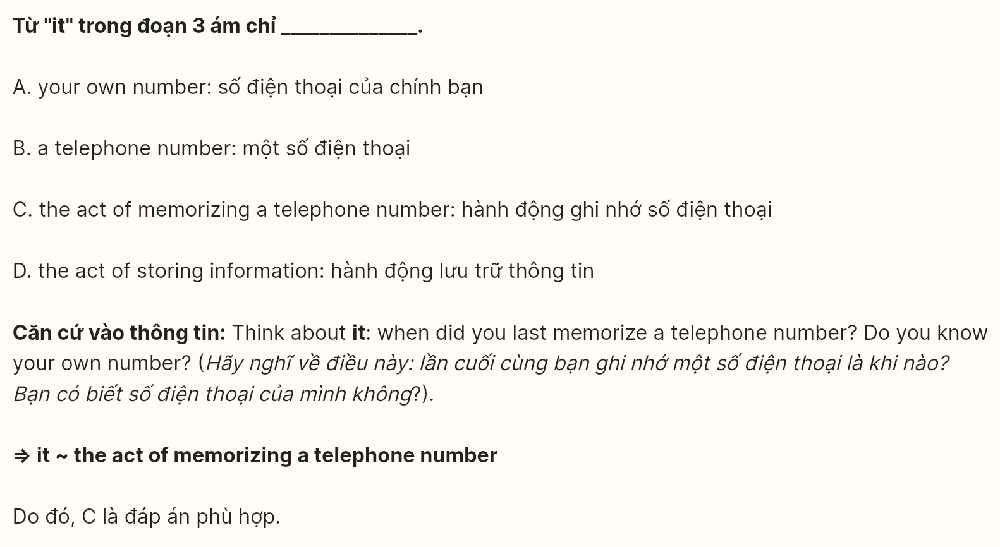 Từ "it" trong đoạn 3 ám chỉ ______________.
A. your own number: số điện thoại của chính bạn
B. a telephone number: một số điện thoại
C. the act of memorizing a telephone number: hành động ghi nhớ số điện thoại
D. the act of storing information: hành động lưu trữ thông tin
Căn cứ vào thông tin: Think about it: when did you last memorize a telephone number? Do you know
your own number? (Hãy nghĩ về điều này: lần cuối cùng bạn ghi nhớ một số điện thoại là khi nào?
Bạn có biết số điện thoại của mình không?).
⇒ it ~ the act of memorizing a telephone number
Do đó, C là đáp án phù hợp.